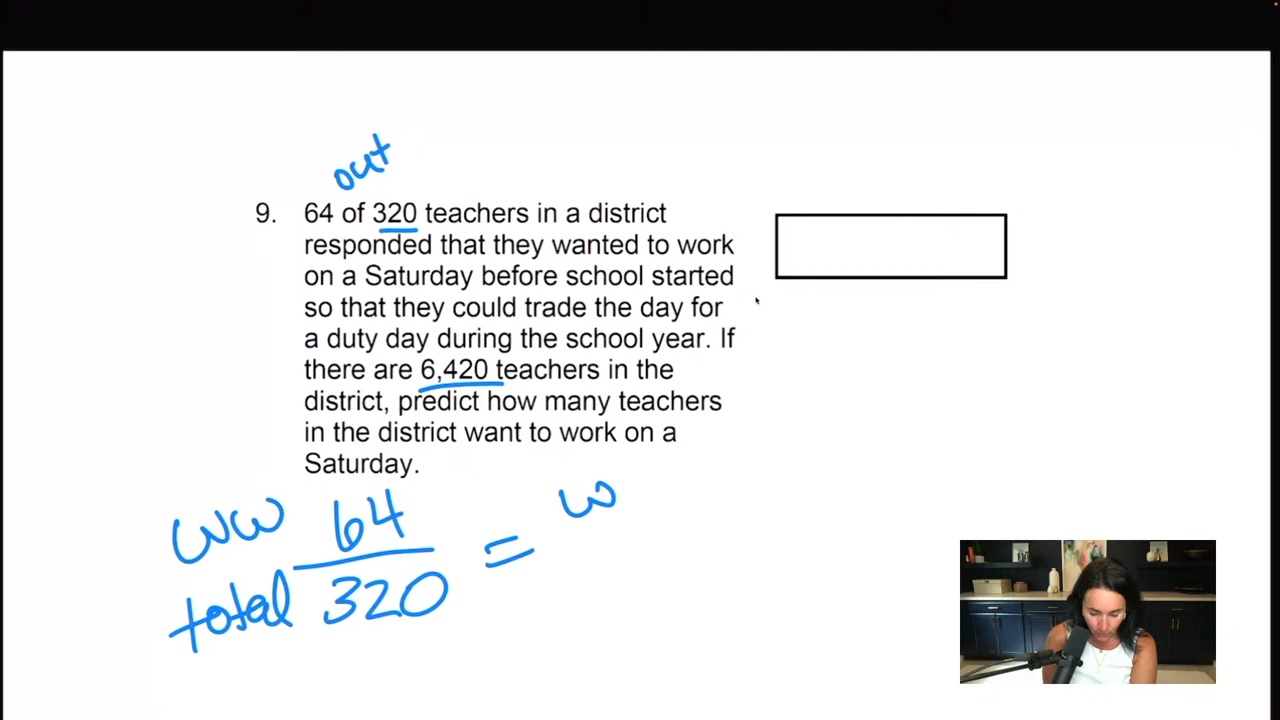 out
9. 64 of 320 teachers in a district
responded that they wanted to work
on a Saturday before school started
so that they could trade the day for
a duty day during the school year. If
there are 6,420 teachers in the
district, predict how many teachers
in the district want to work on a
Saturday.
WW 64 = w
total 320